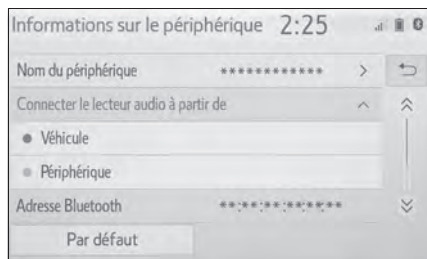 Informations sur le périphérique 2:25
Nom du périphérique ************
Connecter le lecteur audio à partir de
Véhicule
Périphérique
Adresse Bluetooth **:**:**:**:**:**
Par défaut